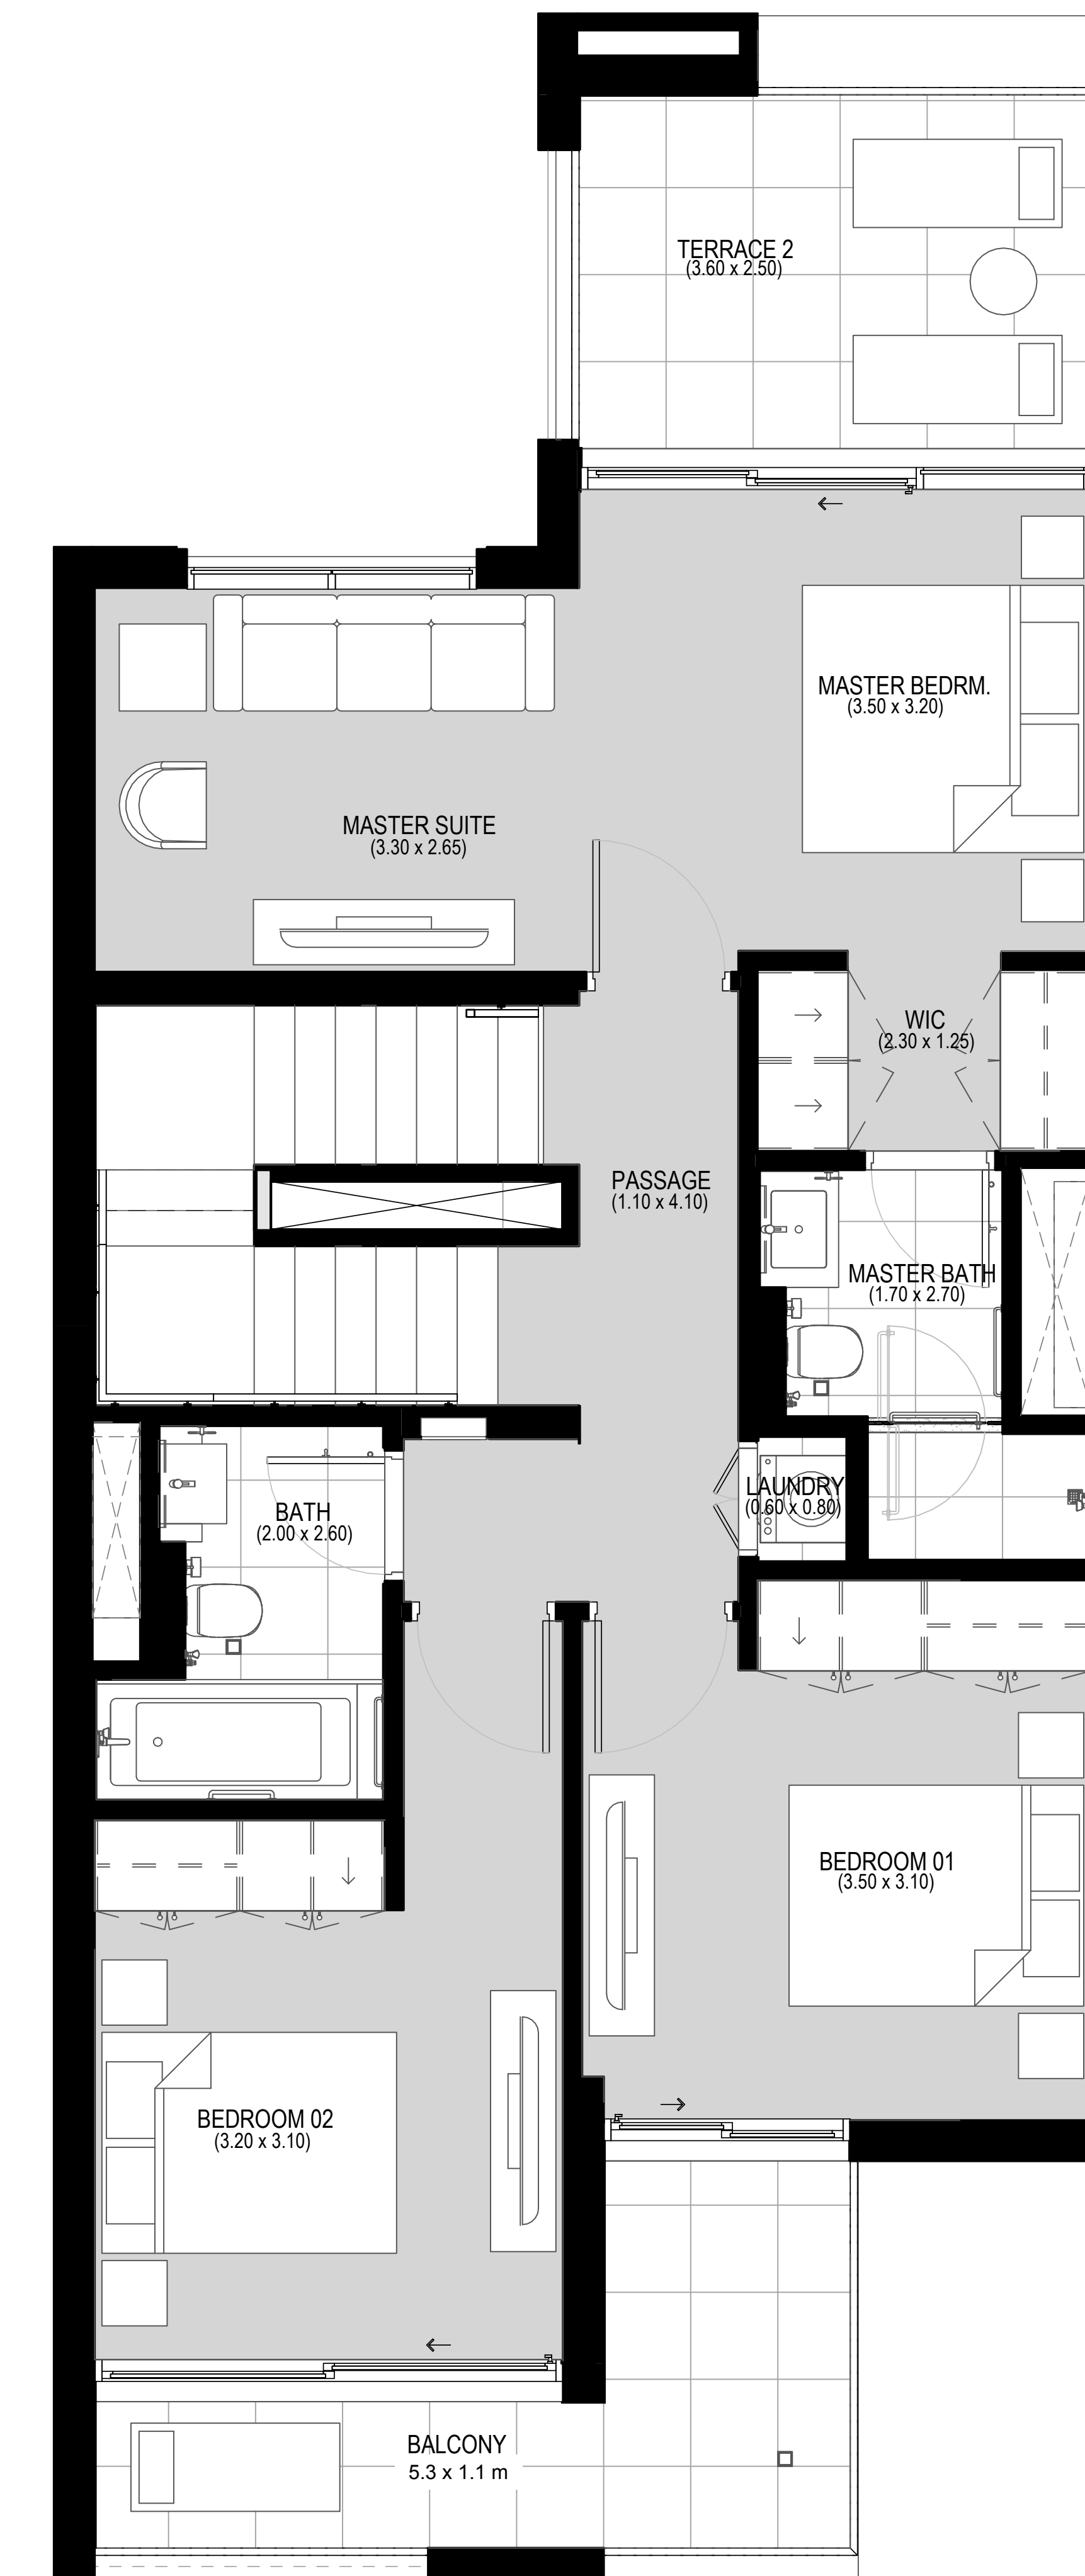 TERRACE 2
(3.60 x 2.50)
MASTER BEDRM.
(3.50 x 3.20)
MASTER SUITE
(3.30 x 2.65)
WIC
(2.30 x 1.25)
PASSAGE
(1.10 x 4.10)
MASTER BATH
(1.70 x 2.70)
LAUNDRY
(0.60 x 0.80)
BATH
(2.00 x 2.60)
BEDROOM 01
(3.50 x 3.10)
BEDROOM 02
(3.20 x 3.10)
BALCONY
5.3 x 1.1 m